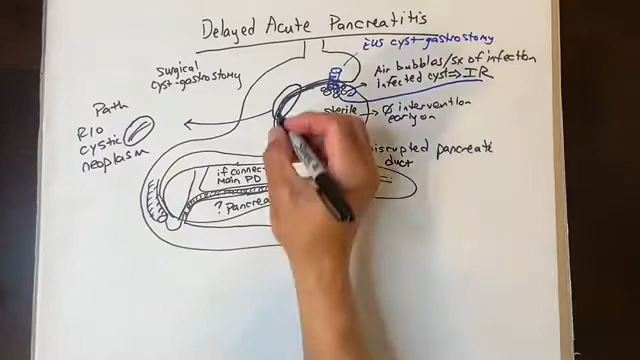 Delayed Acute Pancreatitis
EUS cyst-gastrostomy
Surgical
cyst-gastrostomy
Air bubbles/sx of infection
infected cyst ⇒ IR
sterile → Ø intervention
early on
Path
R/O
cystic
neoplasm
disrupted pancreatic
duct
if connec
main PD
? Pancrea